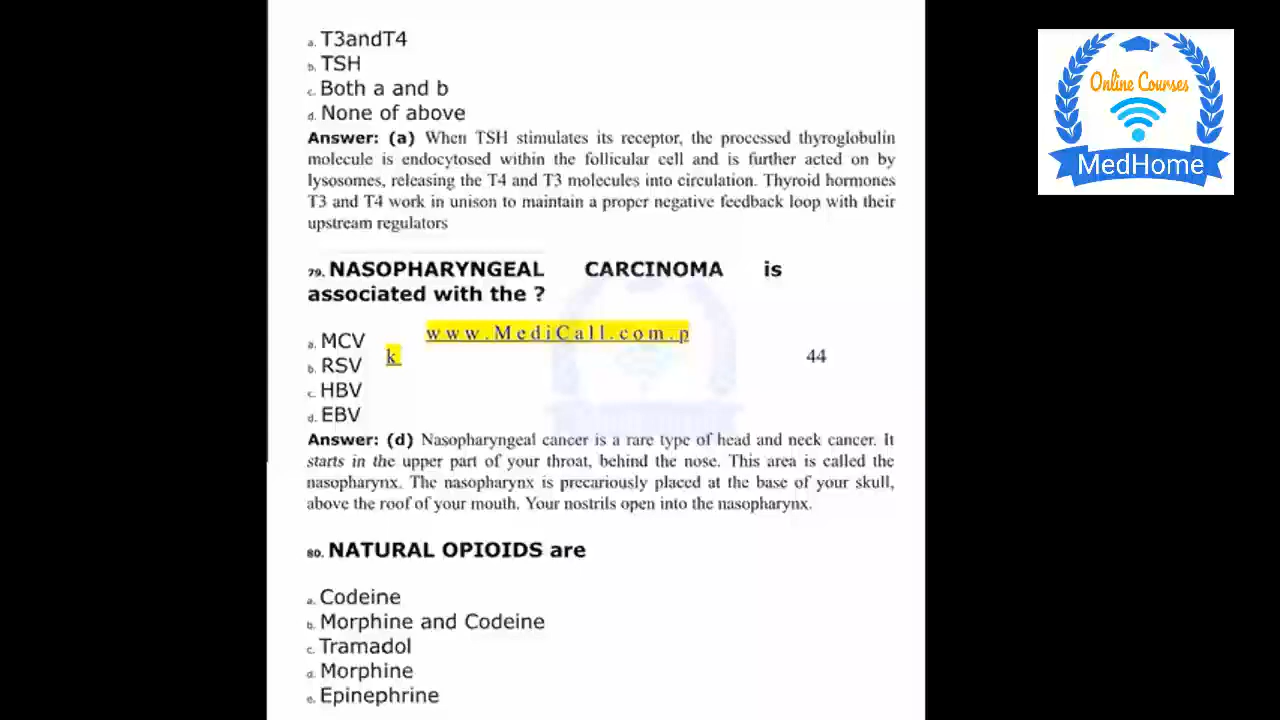 a. T3andT4
b. TSH
c. Both a and b
d. None of above
Answer: (a) When TSH stimulates its receptor, the processed thyroglobulin
molecule is endocytosed within the follicular cell and is further acted on by
lysosomes, releasing the T4 and T3 molecules into circulation. Thyroid hormones
T3 and T4 work in unison to maintain a proper negative feedback loop with their
upstream regulators
79. NASOPHARYNGEAL CARCINOMA is
associated with the ?
www.MediCall.com.p
k
44
a. MCV
b. RSV
c. HBV
d. EBV
Answer: (d) Nasopharyngeal cancer is a rare type of head and neck cancer. It
starts in the upper part of your throat, behind the nose. This area is called the
nasopharynx. The nasopharynx is precariously placed at the base of your skull,
above the roof of your mouth. Your nostrils open into the nasopharynx.
80. NATURAL OPIOIDS are
a. Codeine
b. Morphine and Codeine
c. Tramadol
d. Morphine
e. Epinephrine
Online Courses
MedHome